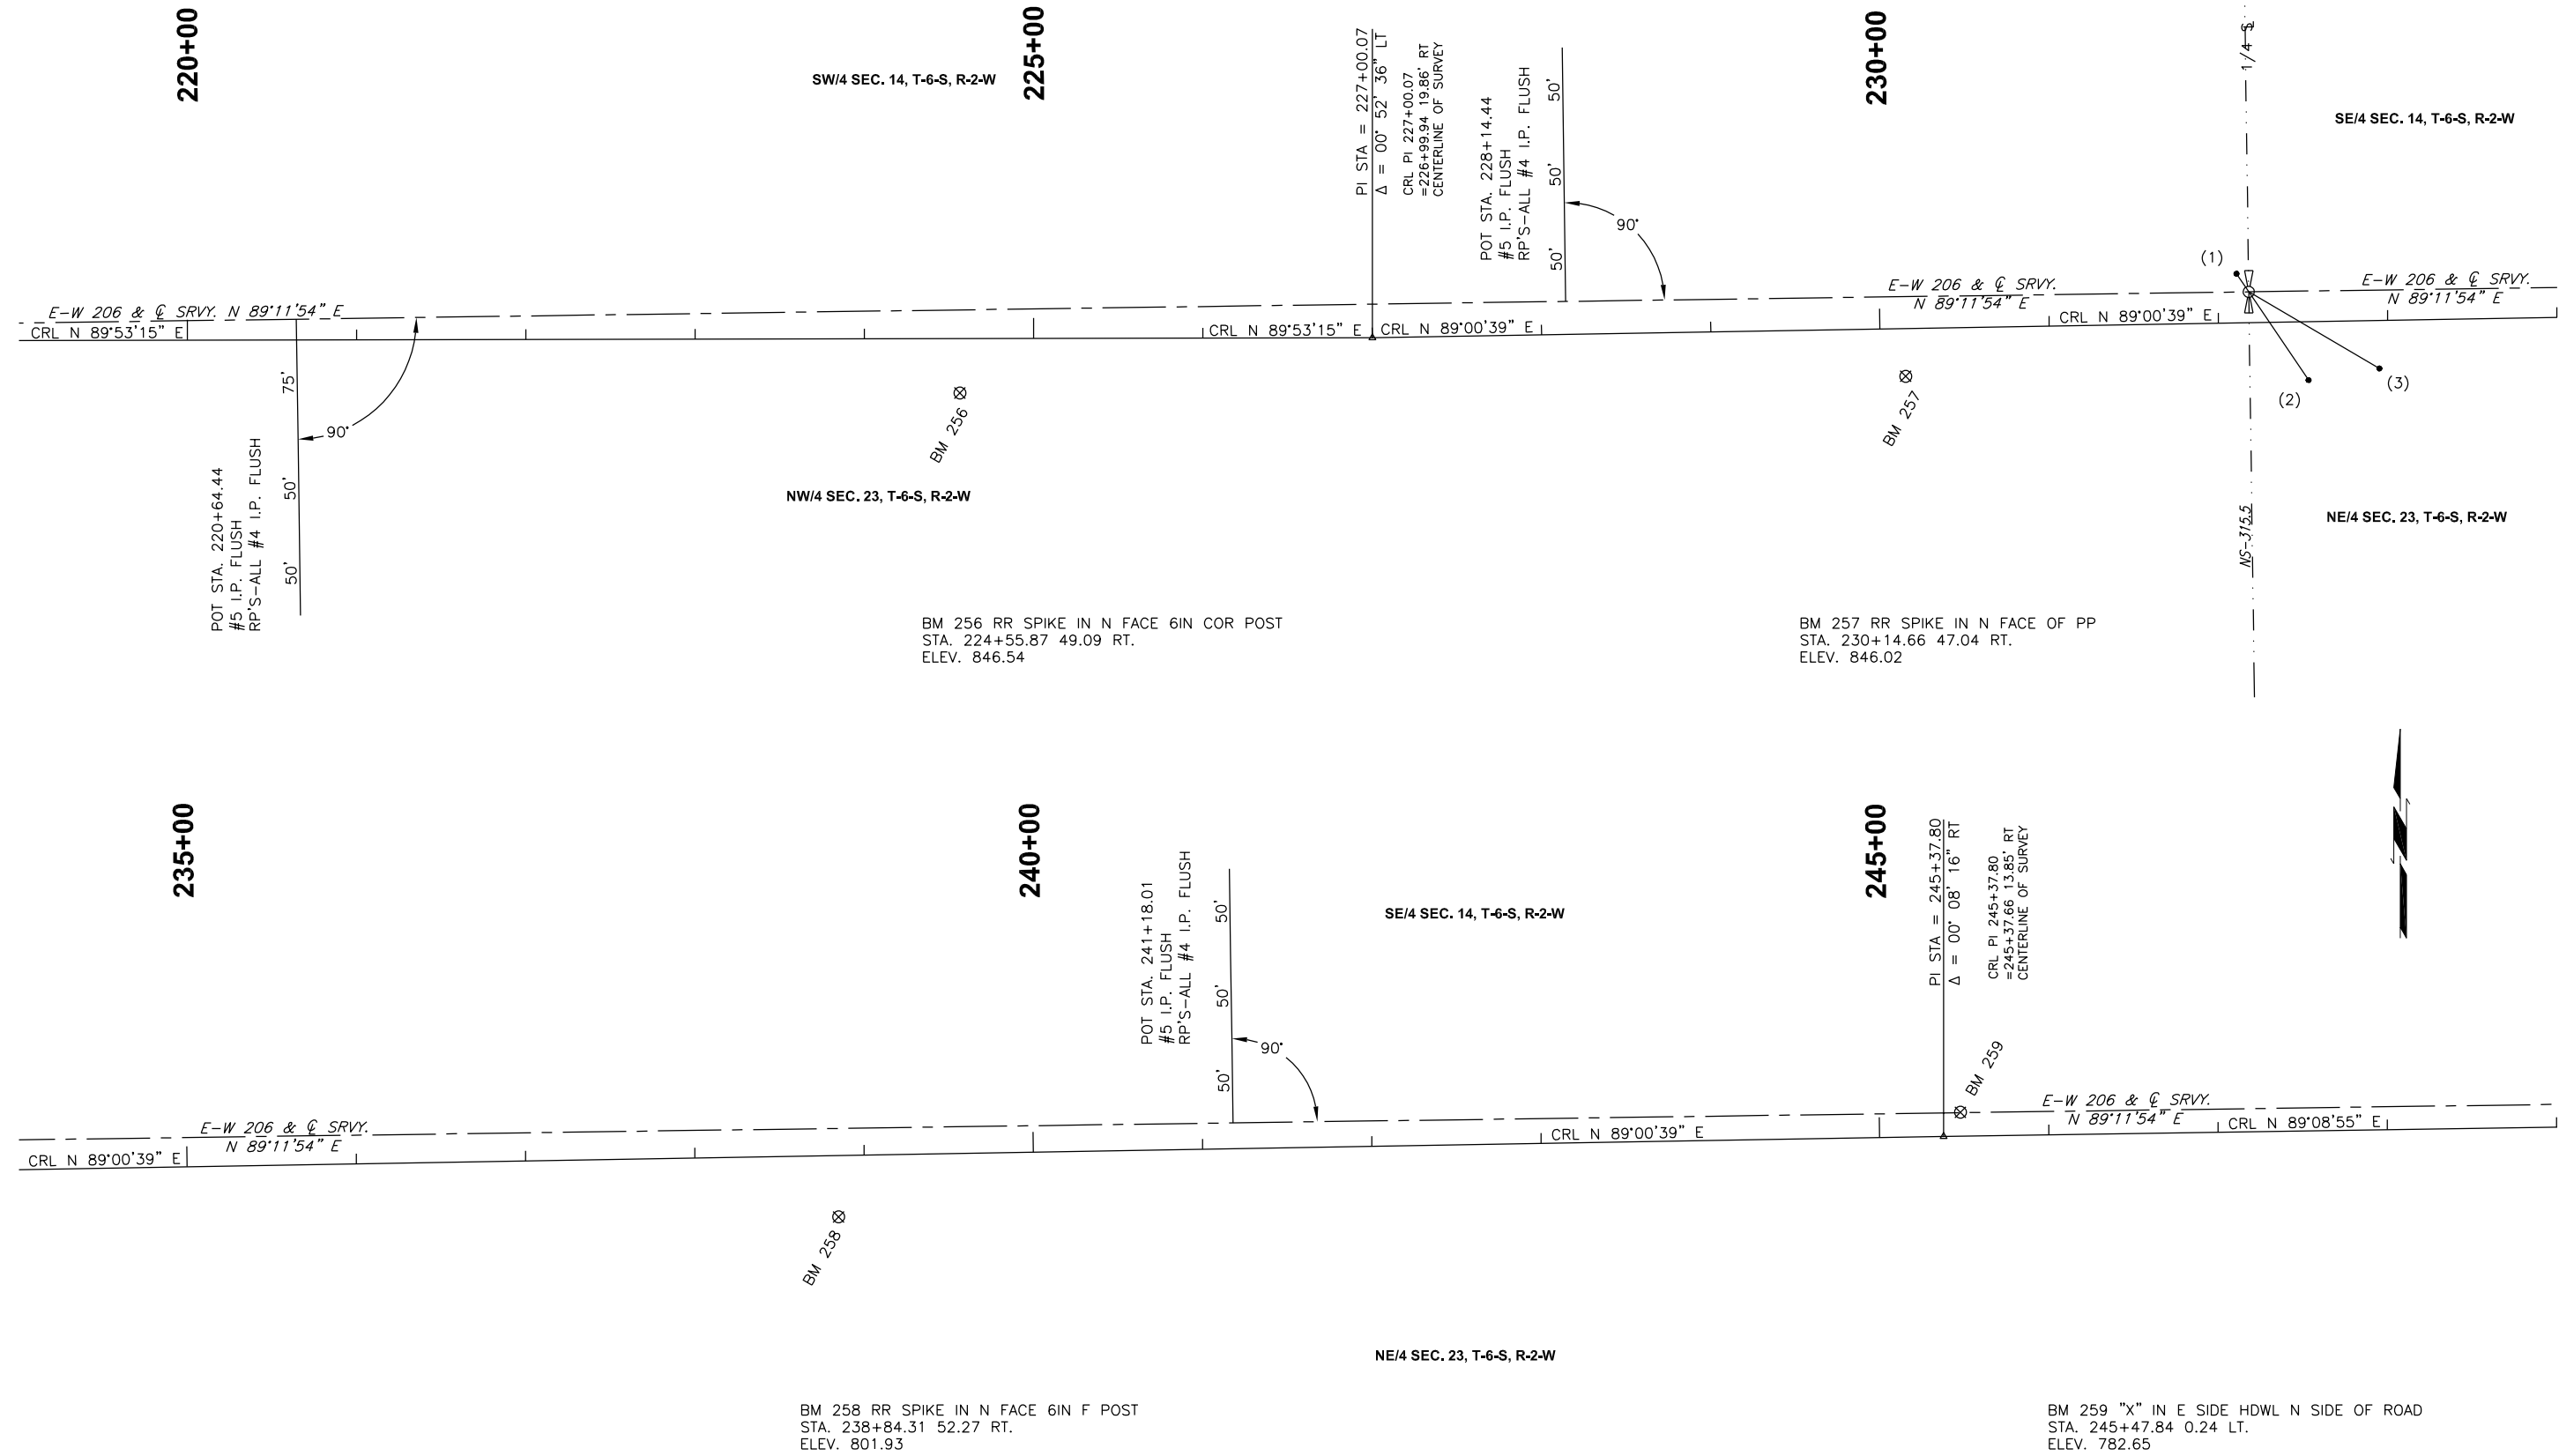 220+00
225+00
230+00
SW/4 SEC. 14, T-6-S, R-2-W
PI STA = 227+00.07
Δ = 00° 52' 36" LT
CRL PI 227+00.07
=226+99.94 19.86' RT
CENTERLINE OF SURVEY
POT STA. 228+14.44
#5 I.P. FLUSH
RP'S-ALL #4 I.P. FLUSH
50'
50'
50'
90°
1/4 ℄
SE/4 SEC. 14, T-6-S, R-2-W
(1)
E-W 206 & ℄ SRVY. N 89°11'54" E
CRL N 89°53'15" E
CRL N 89°53'15" E
CRL N 89°00'39" E
E-W 206 & ℄ SRVY.
N 89°11'54" E
CRL N 89°00'39" E
E-W 206 & ℄ SRVY.
N 89°11'54" E
(2)
(3)
75'
50'
50'
90°
POT STA. 220+64.44
#5 I.P. FLUSH
RP'S-ALL #4 I.P. FLUSH
BM 256
BM 257
NW/4 SEC. 23, T-6-S, R-2-W
NS-315.5
NE/4 SEC. 23, T-6-S, R-2-W
BM 256 RR SPIKE IN N FACE 6IN COR POST
STA. 224+55.87 49.09 RT.
ELEV. 846.54
BM 257 RR SPIKE IN N FACE OF PP
STA. 230+14.66 47.04 RT.
ELEV. 846.02
235+00
240+00
245+00
POT STA. 241+18.01
#5 I.P. FLUSH
RP'S-ALL #4 I.P. FLUSH
50'
50'
50'
90°
SE/4 SEC. 14, T-6-S, R-2-W
PI STA = 245+37.80
Δ = 00° 08' 16" RT
CRL PI 245+37.80
=245+37.66 13.85' RT
CENTERLINE OF SURVEY
BM 259
E-W 206 & ℄ SRVY.
N 89°11'54" E
CRL N 89°00'39" E
CRL N 89°00'39" E
E-W 206 & ℄ SRVY.
N 89°11'54" E
CRL N 89°08'55" E
BM 258
NE/4 SEC. 23, T-6-S, R-2-W
BM 258 RR SPIKE IN N FACE 6IN F POST
STA. 238+84.31 52.27 RT.
ELEV. 801.93
BM 259 "X" IN E SIDE HDWL N SIDE OF ROAD
STA. 245+47.84 0.24 LT.
ELEV. 782.65